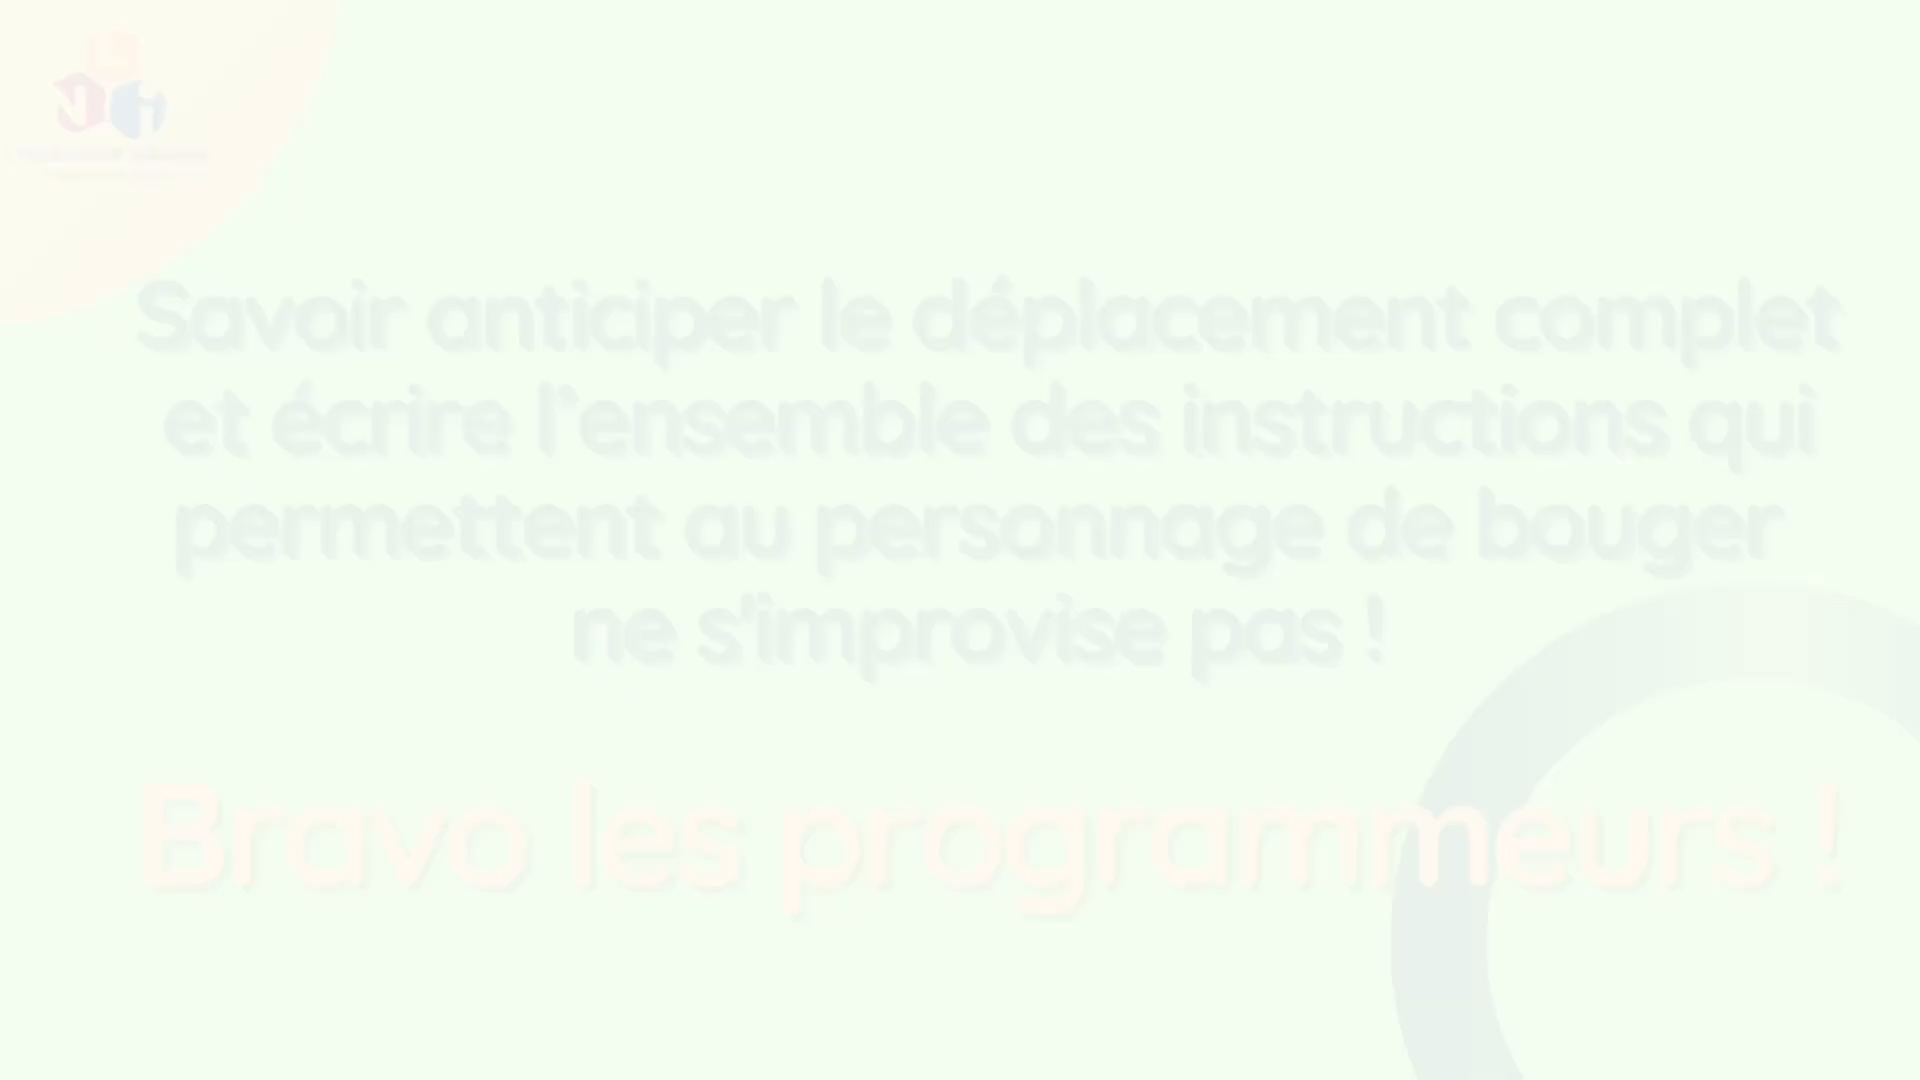 Savoir anticiper le déplacement complet
et écrire l'ensemble des instructions qui
permettent au personnage de bouger
ne s'improvise pas !
Bravo les programmeurs !